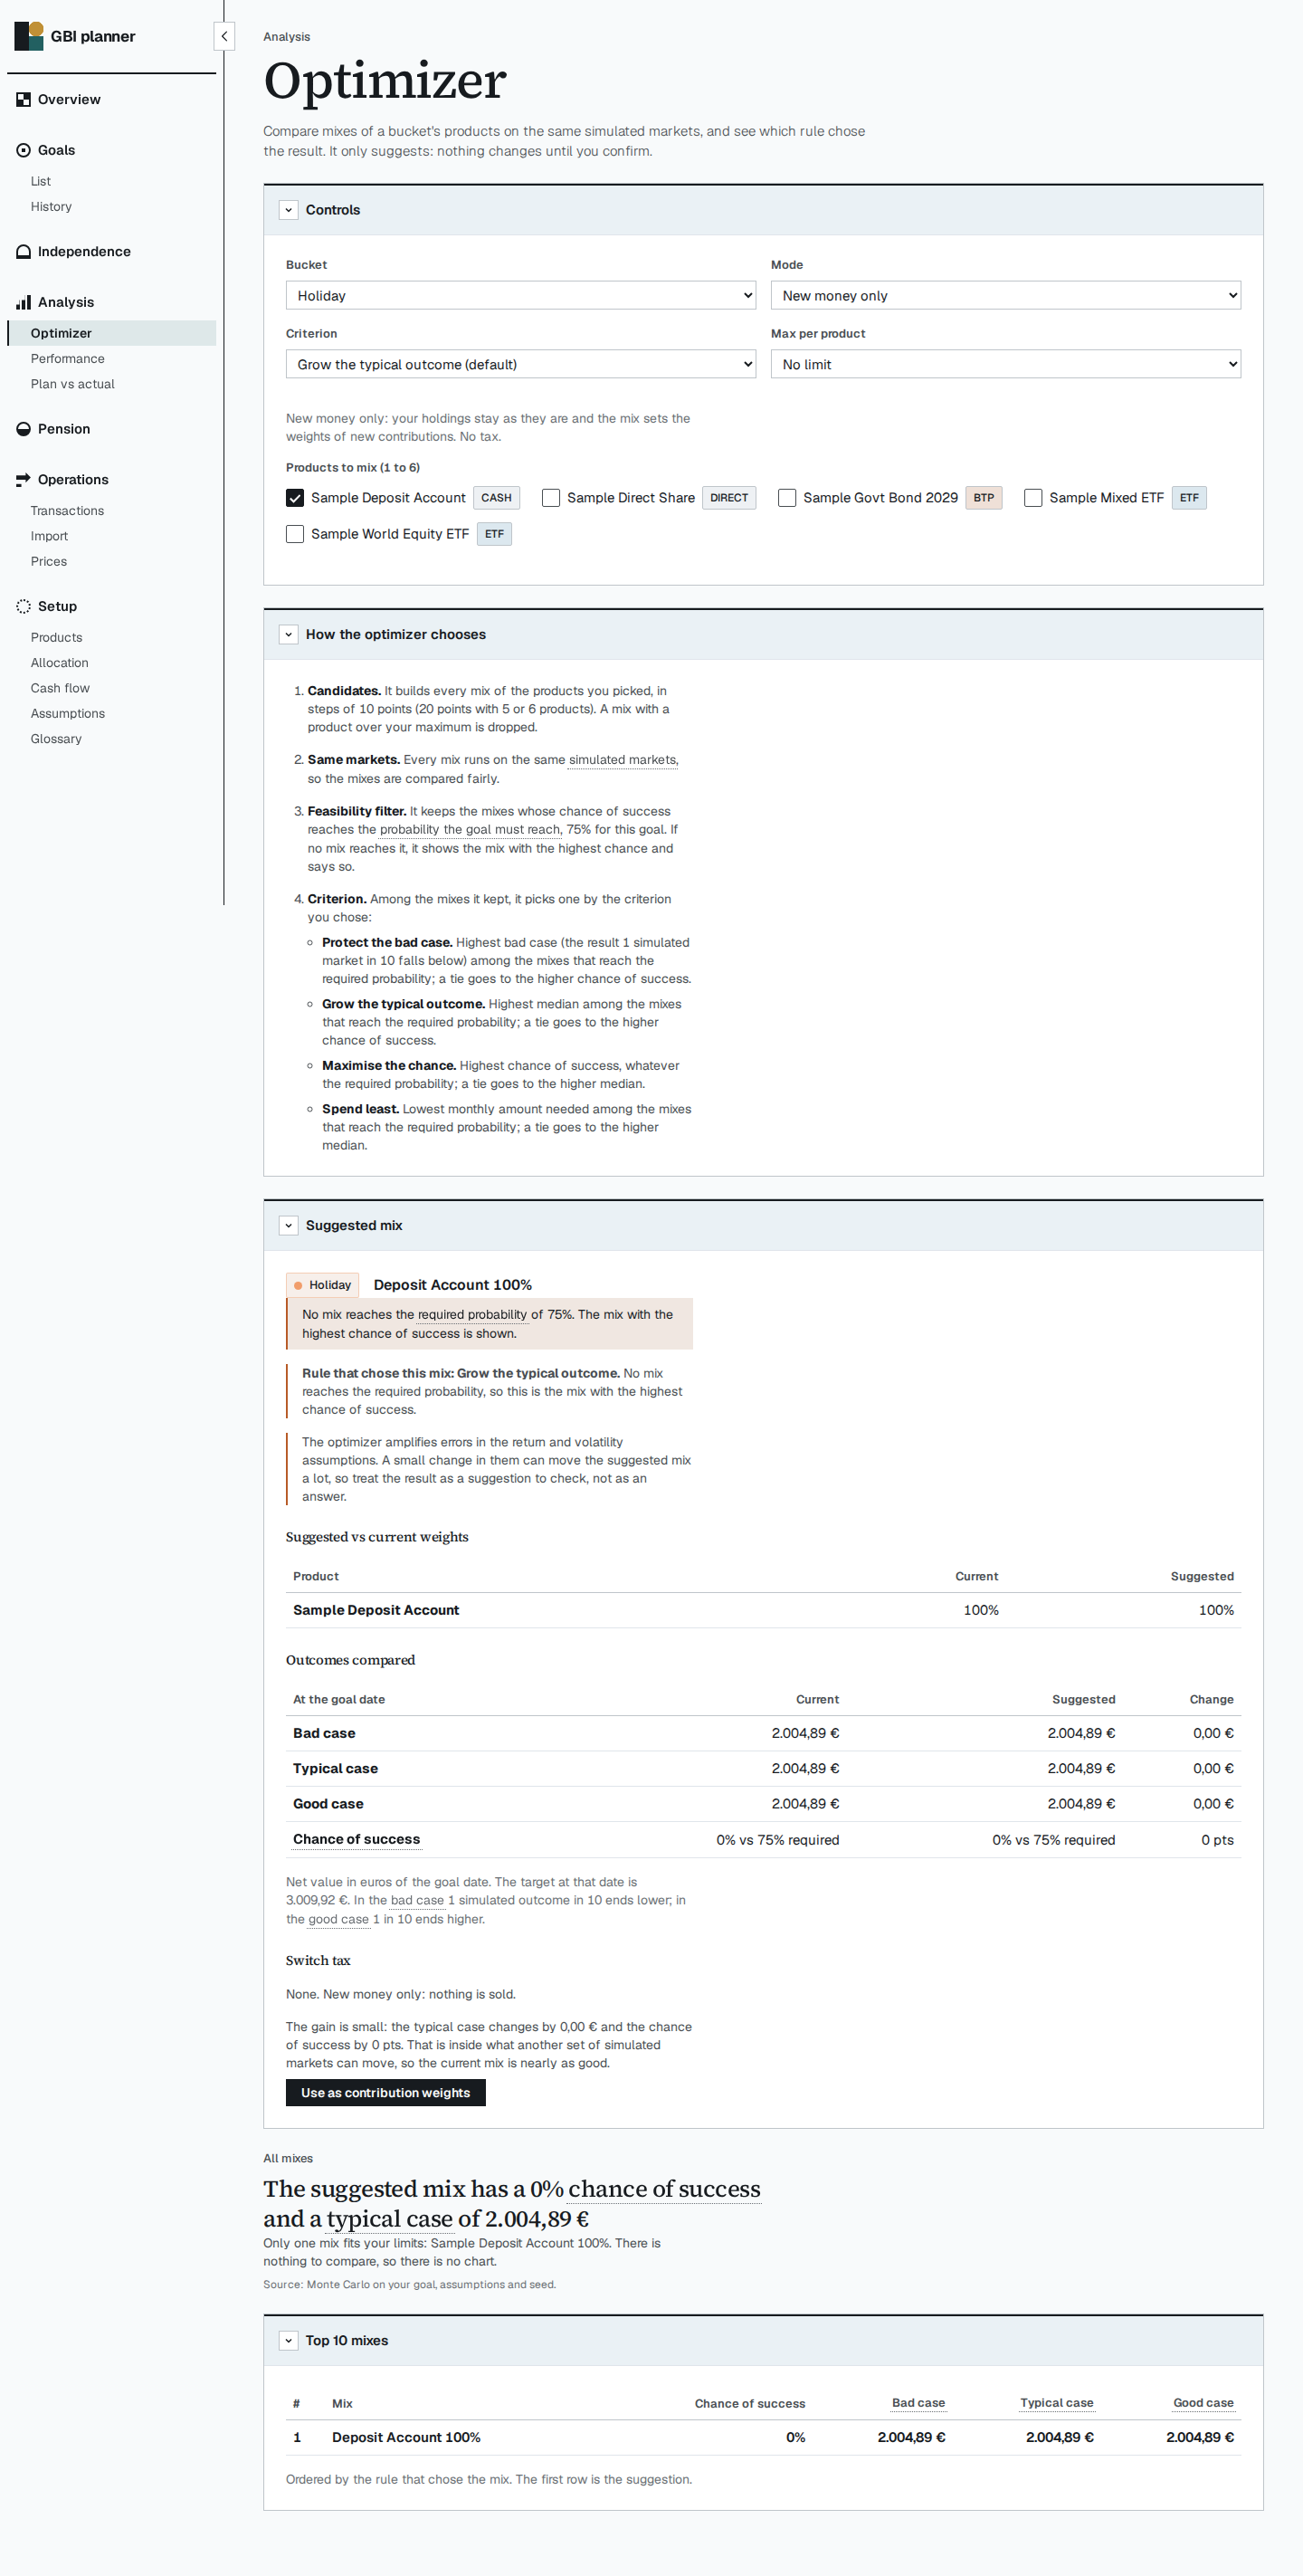 GBI planner
Overview
Goals
List
History
Independence
Analysis
Optimizer
Performance
Plan vs actual
Pension
Operations
Transactions
Import
Prices
Setup
Products
Allocation
Cash flow
Assumptions
Glossary
Analysis
Optimizer
Compare mixes of a bucket's products on the same simulated markets, and see which rule chose
the result. It only suggests: nothing changes until you confirm.
Controls
Bucket
Mode
Holiday
New money only
Criterion
Max per product
Grow the typical outcome (default)
No limit
New money only: your holdings stay as they are and the mix sets the
weights of new contributions. No tax.
Products to mix (1 to 6)
Sample Deposit Account CASH Sample Direct Share DIRECT Sample Govt Bond 2029 BTP Sample Mixed ETF ETF
Sample World Equity ETF ETF
How the optimizer chooses
1. Candidates. It builds every mix of the products you picked, in
steps of 10 points (20 points with 5 or 6 products). A mix with a
product over your maximum is dropped.
2. Same markets. Every mix runs on the same simulated markets,
so the mixes are compared fairly.
3. Feasibility filter. It keeps the mixes whose chance of success
reaches the probability the goal must reach, 75% for this goal. If
no mix reaches it, it shows the mix with the highest chance and
says so.
4. Criterion. Among the mixes it kept, it picks one by the criterion
you chose:
Protect the bad case. Highest bad case (the result 1 simulated
market in 10 falls below) among the mixes that reach the
required probability; a tie goes to the higher chance of success.
Grow the typical outcome. Highest median among the mixes
that reach the required probability; a tie goes to the higher
chance of success.
Maximise the chance. Highest chance of success, whatever
the required probability; a tie goes to the higher median.
Spend least. Lowest monthly amount needed among the mixes
that reach the required probability; a tie goes to the higher
median.
Suggested mix
Holiday Deposit Account 100%
No mix reaches the required probability of 75%. The mix with the
highest chance of success is shown.
Rule that chose this mix: Grow the typical outcome. No mix
reaches the required probability, so this is the mix with the highest
chance of success.
The optimizer amplifies errors in the return and volatility
assumptions. A small change in them can move the suggested mix
a lot, so treat the result as a suggestion to check, not as an
answer.
Suggested vs current weights
Product Current Suggested
Sample Deposit Account 100% 100%
Outcomes compared
At the goal date Current Suggested Change
Bad case 2.004,89 € 2.004,89 € 0,00 €
Typical case 2.004,89 € 2.004,89 € 0,00 €
Good case 2.004,89 € 2.004,89 € 0,00 €
Chance of success 0% vs 75% required 0% vs 75% required 0 pts
Net value in euros of the goal date. The target at that date is
3.009,92 €. In the bad case 1 simulated outcome in 10 ends lower; in
the good case 1 in 10 ends higher.
Switch tax
None. New money only: nothing is sold.
The gain is small: the typical case changes by 0,00 € and the chance
of success by 0 pts. That is inside what another set of simulated
markets can move, so the current mix is nearly as good.
Use as contribution weights
All mixes
The suggested mix has a 0% chance of success
and a typical case of 2.004,89 €
Only one mix fits your limits: Sample Deposit Account 100%. There is
nothing to compare, so there is no chart.
Source: Monte Carlo on your goal, assumptions and seed.
Top 10 mixes
# Mix Chance of success Bad case Typical case Good case
1 Deposit Account 100% 0% 2.004,89 € 2.004,89 € 2.004,89 €
Ordered by the rule that chose the mix. The first row is the suggestion.